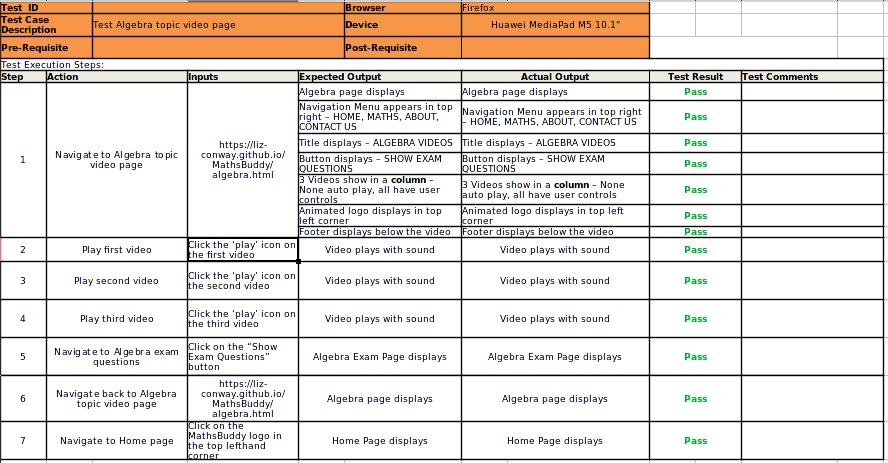 Test ID Browser Firefox
Test Case Description Test Algebra topic video page Device Huawei MediaPad M5 10.1"
Pre-Requisite Post-Requisite
Test Execution Steps:
Step Action Inputs Expected Output Actual Output Test Result Test Comments
1
Navigate to Algebra topic
video page
https://liz-
conway.github.io/
MathsBuddy/
algebra.html
Algebra page displays
Algebra page displays
Pass
Navigation Menu appears in top
right – HOME, MATHS, ABOUT,
CONTACT US
Navigation Menu appears in top right
– HOME, MATHS, ABOUT, CONTACT US
Pass
Title displays – ALGEBRA VIDEOS
Title displays – ALGEBRA VIDEOS
Pass
Button displays – SHOW EXAM
QUESTIONS
Button displays – SHOW EXAM
QUESTIONS
Pass
3 Videos show in a column –
None auto play, all have user
controls
3 Videos show in a column – None
auto play, all have user controls
Pass
Animated logo displays in top
left corner
Animated logo displays in top left
corner
Pass
Footer displays below the video
Footer displays below the video
Pass
2
Play first video
Click the ‘play’ icon on
the first video
Video plays with sound
Video plays with sound
Pass
3
Play second video
Click the ‘play’ icon on
the second video
Video plays with sound
Video plays with sound
Pass
4
Play third video
Click the ‘play’ icon on
the third video
Video plays with sound
Video plays with sound
Pass
5
Navigate to Algebra exam
questions
Click on the “Show
Exam Questions”
button
Algebra Exam Page displays
Algebra Exam Page displays
Pass
6
Navigate back to Algebra
topic video page
https://liz-
conway.github.io/
MathsBuddy/
algebra.html
Algebra page displays
Algebra page displays
Pass
7
Navigate to Home page
Click on the
MathsBuddy logo in
the top lefthand
corner
Home Page displays
Home Page displays
Pass